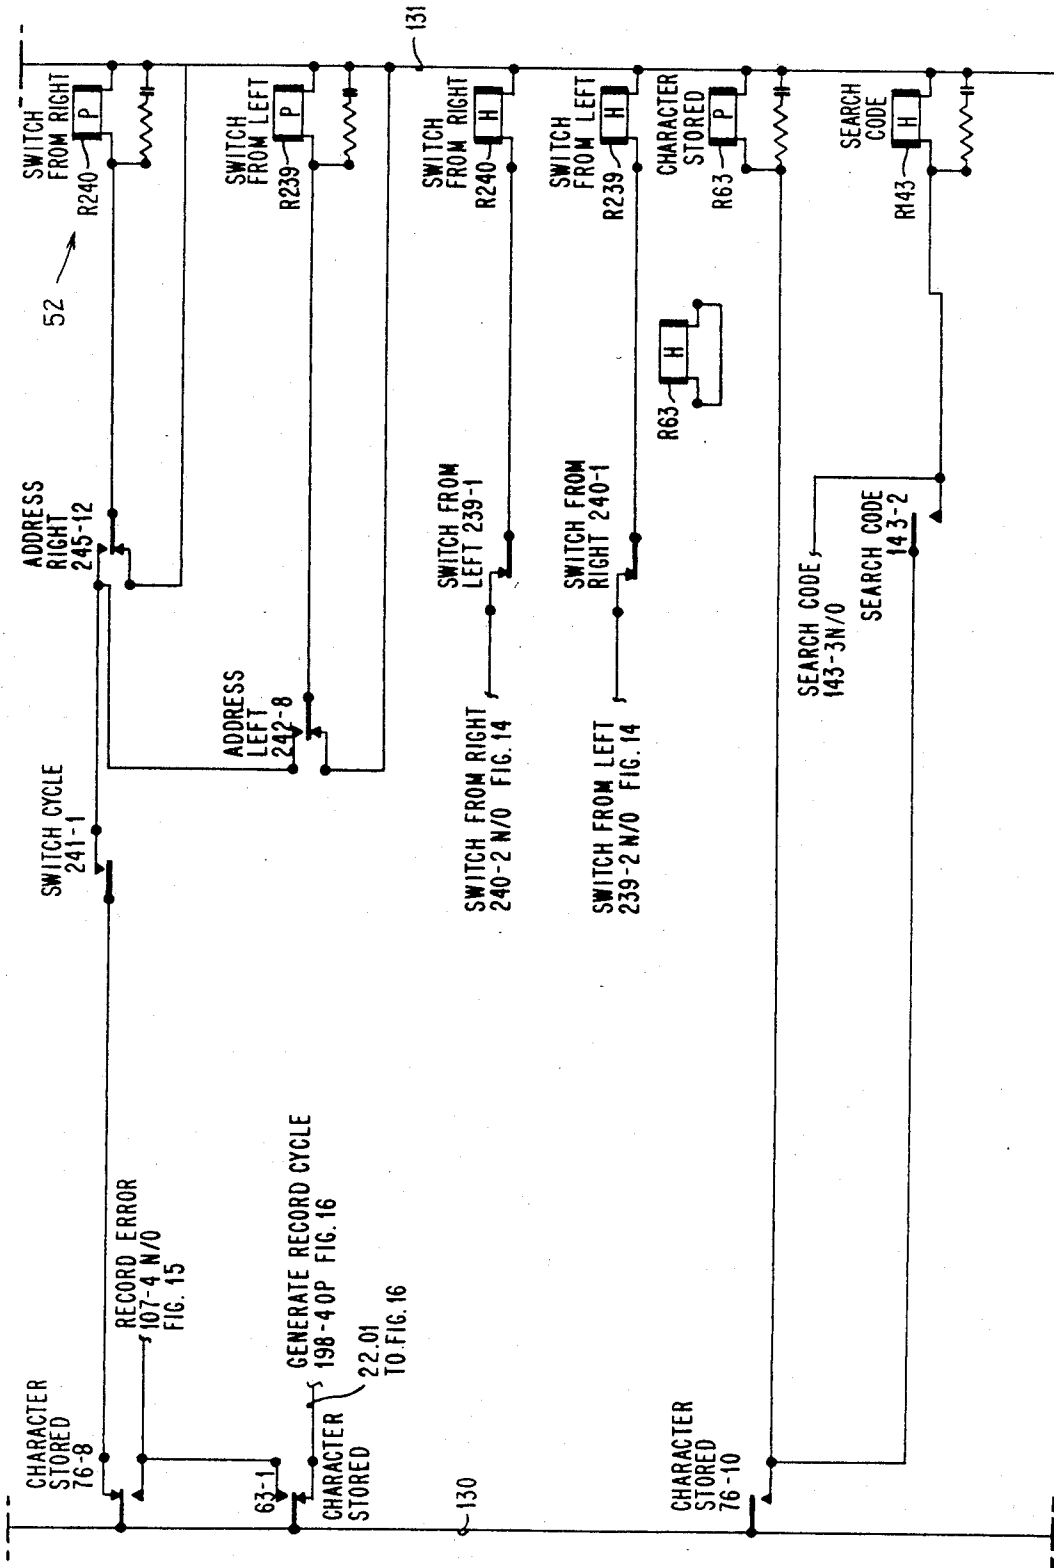 SWITCH
FROM RIGHT
R240
P
52
ADDRESS
RIGHT
245-12
SWITCH CYCLE
241-1
CHARACTER
STORED
76-8
RECORD ERROR
107-4 N/O
FIG. 15
131
SWITCH
FROM LEFT
R239
P
ADDRESS
LEFT
242-8
GENERATE RECORD CYCLE
198-4 OP FIG. 16
22.01
TO FIG. 16
63-1
CHARACTER
STORED
130
SWITCH
FROM RIGHT
R240
H
SWITCH FROM
LEFT 239-1
SWITCH FROM RIGHT
240-2 N/O FIG. 14
SWITCH
FROM LEFT
R239
H
SWITCH FROM
RIGHT 240-1
SWITCH FROM LEFT
239-2 N/O FIG. 14
R63
H
CHARACTER
STORED
R63
P
CHARACTER
STORED
76-10
SEARCH CODE
143-3 N/O
SEARCH CODE
143-2
SEARCH
CODE
R143
H